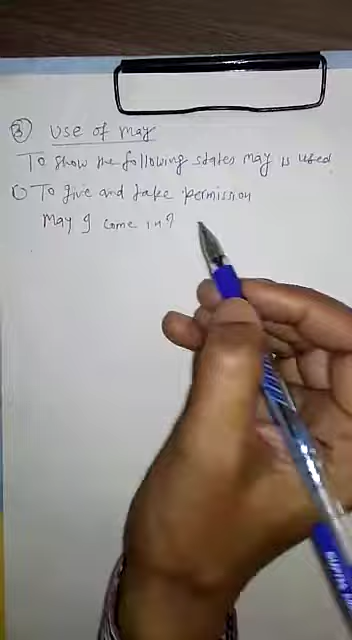 ③ Use of may
To show the following states may is used
① To give and take permission
May I come in?